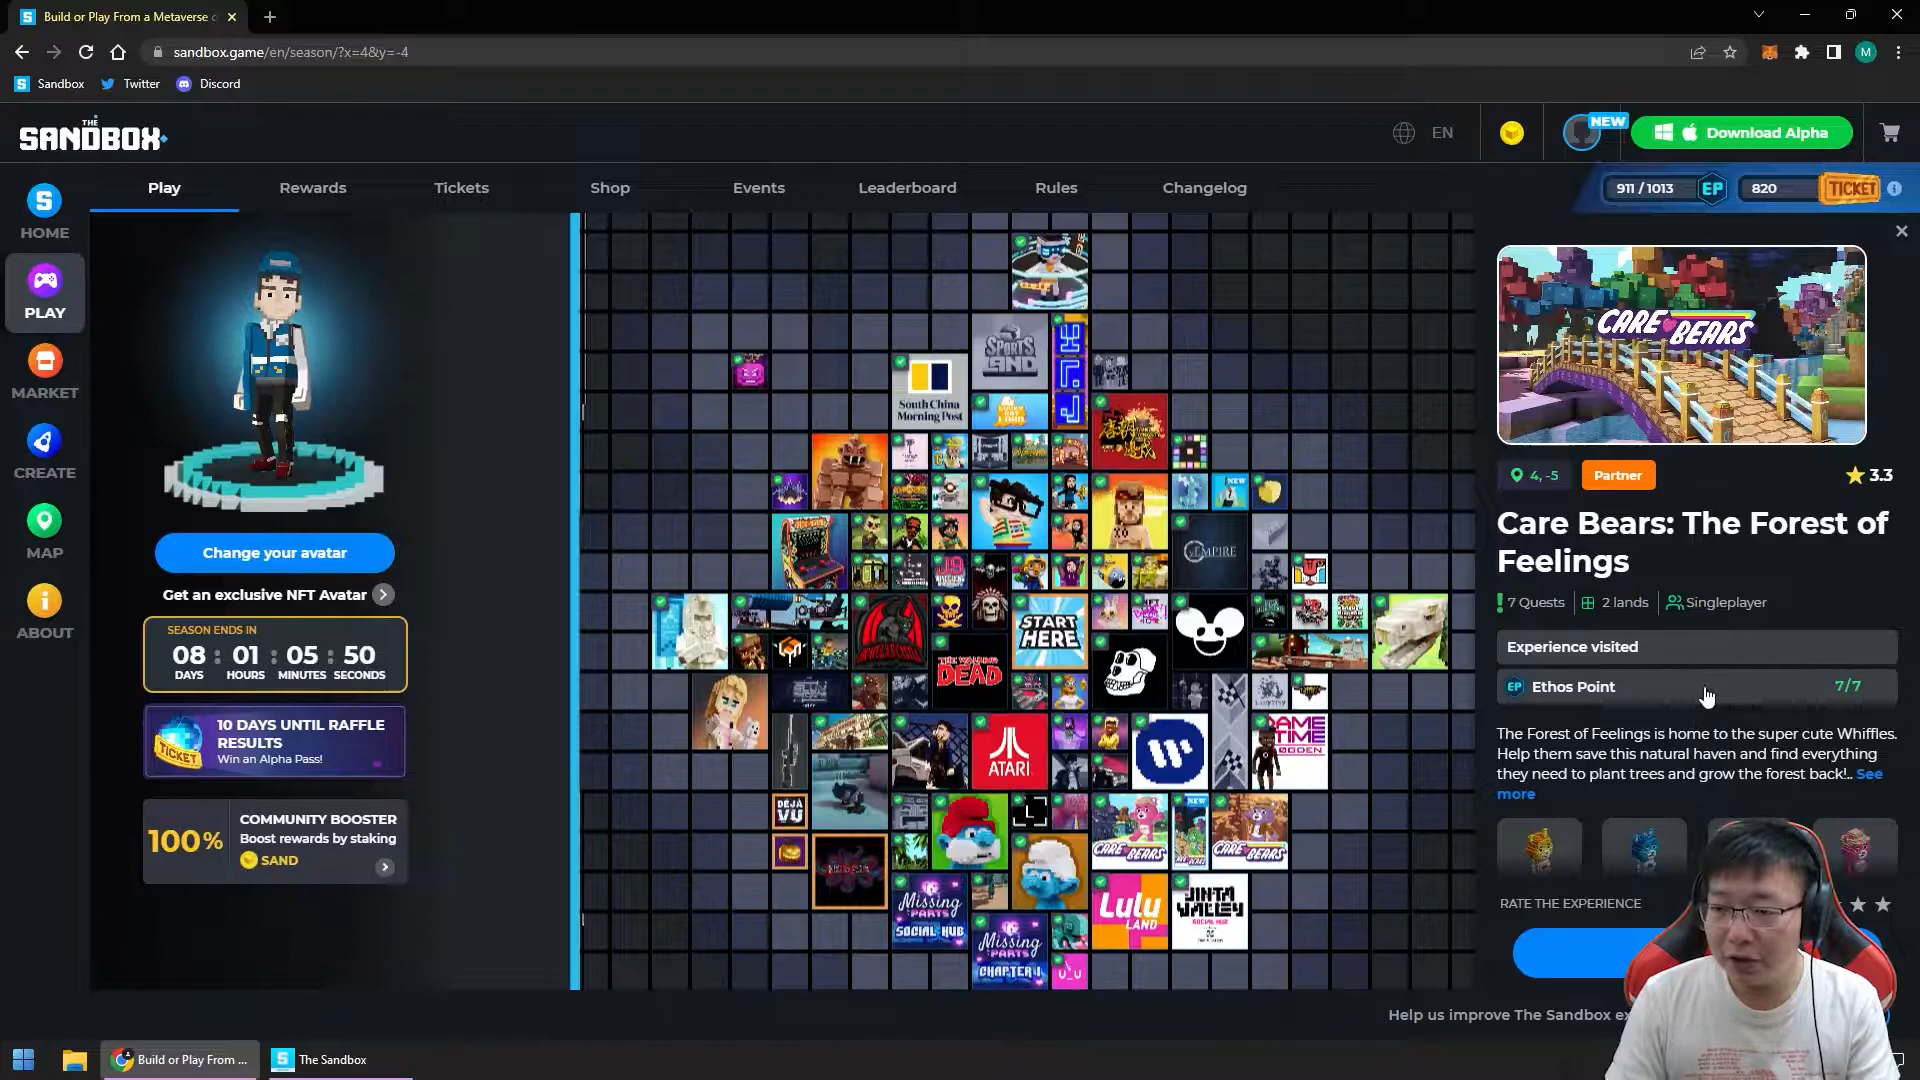 Build or Play From a Metaverse
sandbox.game/en/season/?x=4&y=-4
M
Sandbox
Twitter
Discord
THE
SANDBOX
EN
NEW
Download Alpha
HOME
PLAY
MARKET
CREATE
MAP
ABOUT
Play
Rewards
Tickets
Shop
Events
Leaderboard
Rules
Changelog
911 / 1013
EP
820
TICKET
Change your avatar
Get an exclusive NFT Avatar
SEASON ENDS IN
08 : 01 : 05 : 50
DAYS HOURS MINUTES SECONDS
TICKET
10 DAYS UNTIL RAFFLE
RESULTS
Win an Alpha Pass!
100%
COMMUNITY BOOSTER
Boost rewards by staking
SAND
SPORTS
LAND
South China
Morning Post
NEW
EMPIRE
START
HERE
THE WALKING
DEAD
ATARI
GAME
TIME
OGDEN
DEJA
VU
CARE BEARS
NEW
CARE BEARS
Missing
PARTS
SOCIAL HUB
Lulu
LAND
JINTA
VALLEY
SOCIAL HUB
Missing
PARTS
CHAPTER 1
CARE BEARS
4, -5
Partner
3.3
Care Bears: The Forest of
Feelings
7 Quests
2 lands
Singleplayer
Experience visited
EP
Ethos Point
7/7
The Forest of Feelings is home to the super cute Whiffles.
Help them save this natural haven and find everything
they need to plant trees and grow the forest back!.. See
more
RATE THE EXPERIENCE
Help us improve The Sandbox
Build or Play From ...
The Sandbox